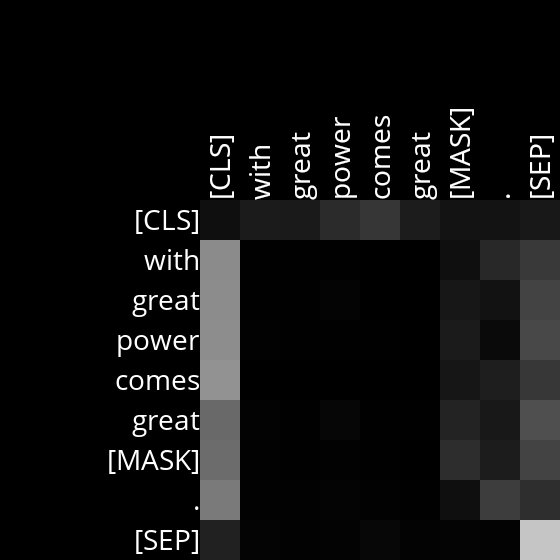 [CLS]
with
great
power
comes
great
[MASK]
.
[SEP]
[CLS]
with
great
power
comes
great
[MASK]
.
[SEP]